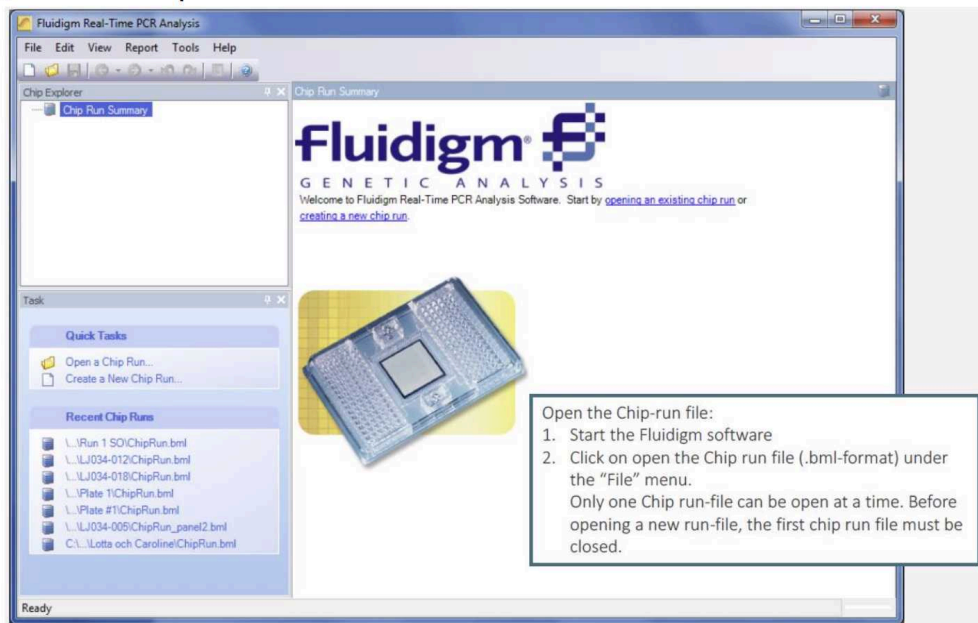 Fluidigm Real-Time PCR Analysis
File Edit View Report Tools Help
Chip Explorer
Chip Run Summary
Chip Run Summary
Fluidigm®
GENETIC ANALYSIS
Welcome to Fluidigm Real-Time PCR Analysis Software. Start by opening an existing chip run or
creating a new chip run.
Task
Quick Tasks
Open a Chip Run...
Create a New Chip Run...
Recent Chip Runs
\...\Run 1 SO\ChipRun.bml
\...\LJ034-012\ChipRun.bml
\...\LJ034-018\ChipRun.bml
\...\Plate 1\ChipRun.bml
\...\Plate #1\ChipRun.bml
\...\LJ034-005\ChipRun_panel2.bml
C:\...\Lotta och Caroline\ChipRun.bml
Open the Chip-run file:
1. Start the Fluidigm software
2. Click on open the Chip run file (.bml-format) under
the “File” menu.
Only one Chip run-file can be open at a time. Before
opening a new run-file, the first chip run file must be
closed.
Ready